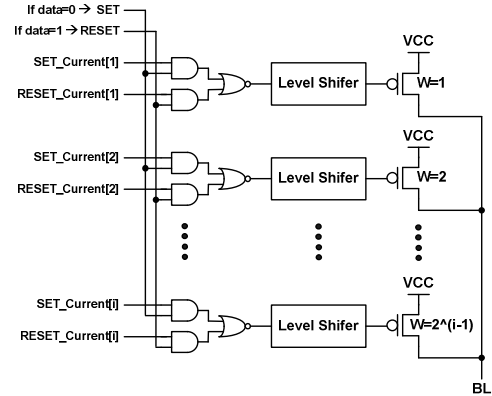 If data=0 → SET
If data=1 → RESET
VCC
SET_Current[1]
RESET_Current[1]
Level Shifer
W=1
VCC
SET_Current[2]
RESET_Current[2]
Level Shifer
W=2
VCC
SET_Current[i]
RESET_Current[i]
Level Shifer
W=2^(i-1)
BL